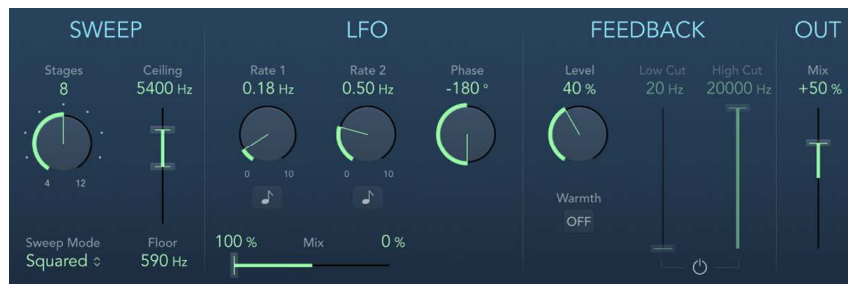 SWEEP
Stages
8
4 12
Ceiling
5400 Hz
Sweep Mode
Squared
Floor
590 Hz
LFO
Rate 1
0.18 Hz
0 10
Rate 2
0.50 Hz
0 10
Phase
-180 °
100 % Mix 0 %
FEEDBACK
Level
40 %
Warmth
OFF
Low Cut
20 Hz
High Cut
20000 Hz
OUT
Mix
+50 %